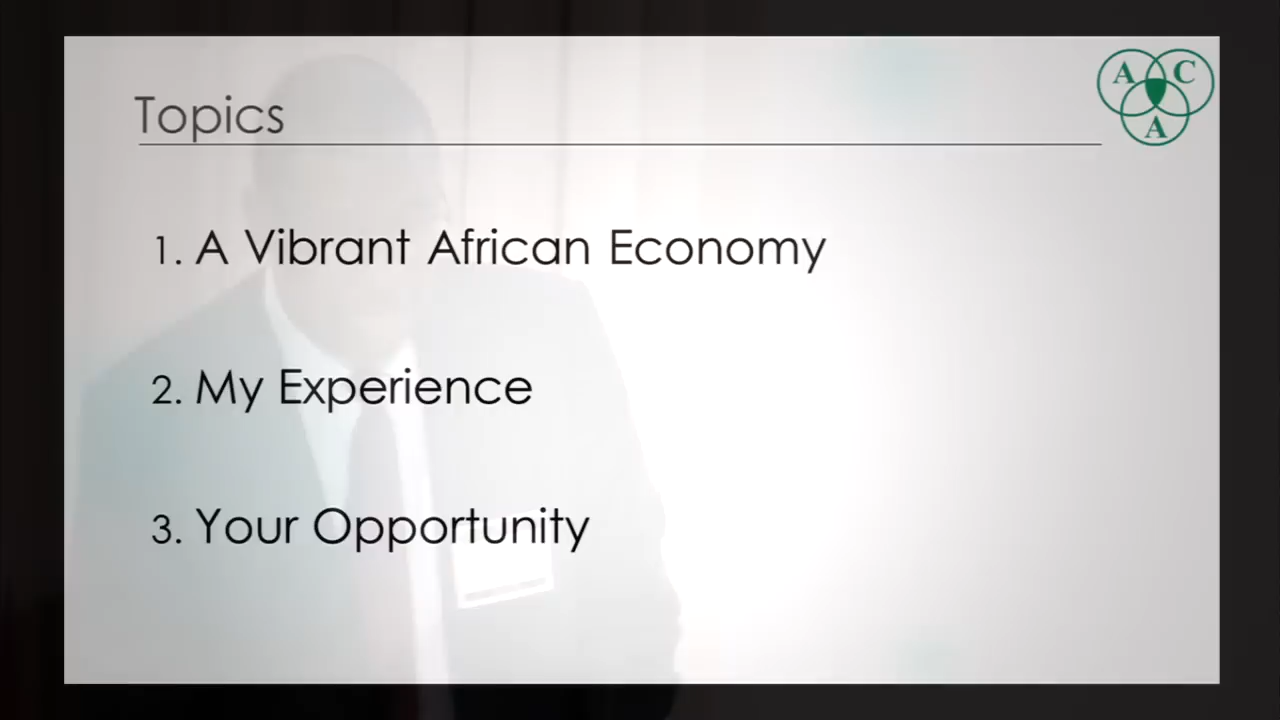 Topics
A C
A
1. A Vibrant African Economy
2. My Experience
3. Your Opportunity